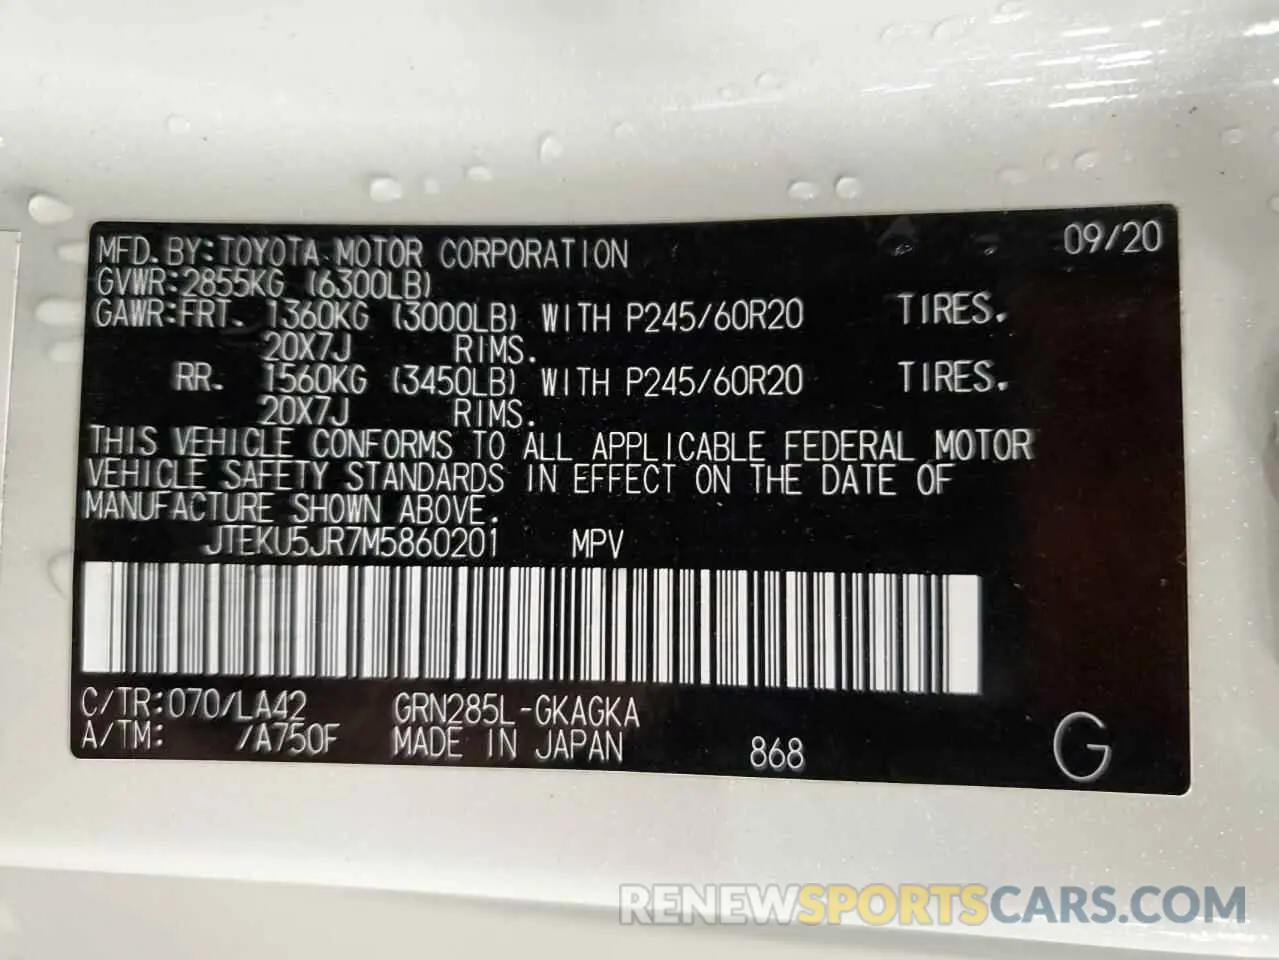 MFD. BY: TOYOTA MOTOR CORPORATION 09/20
GVWR: 2855KG (6300LB)
GAWR: FRT. 1360KG (3000LB) WITH P245/60R20 TIRES.
20X7J RIMS.
RR. 1560KG (3450LB) WITH P245/60R20 TIRES.
20X7J RIMS.
THIS VEHICLE CONFORMS TO ALL APPLICABLE FEDERAL MOTOR
VEHICLE SAFETY STANDARDS IN EFFECT ON THE DATE OF
MANUFACTURE SHOWN ABOVE.
JTEKU5JR7M5860201 MPV
C/TR: 070/LA42 GRN285L-GKAGKA
A/TM: /A750F MADE IN JAPAN 868 G
RENEWSPORTSCARS.COM